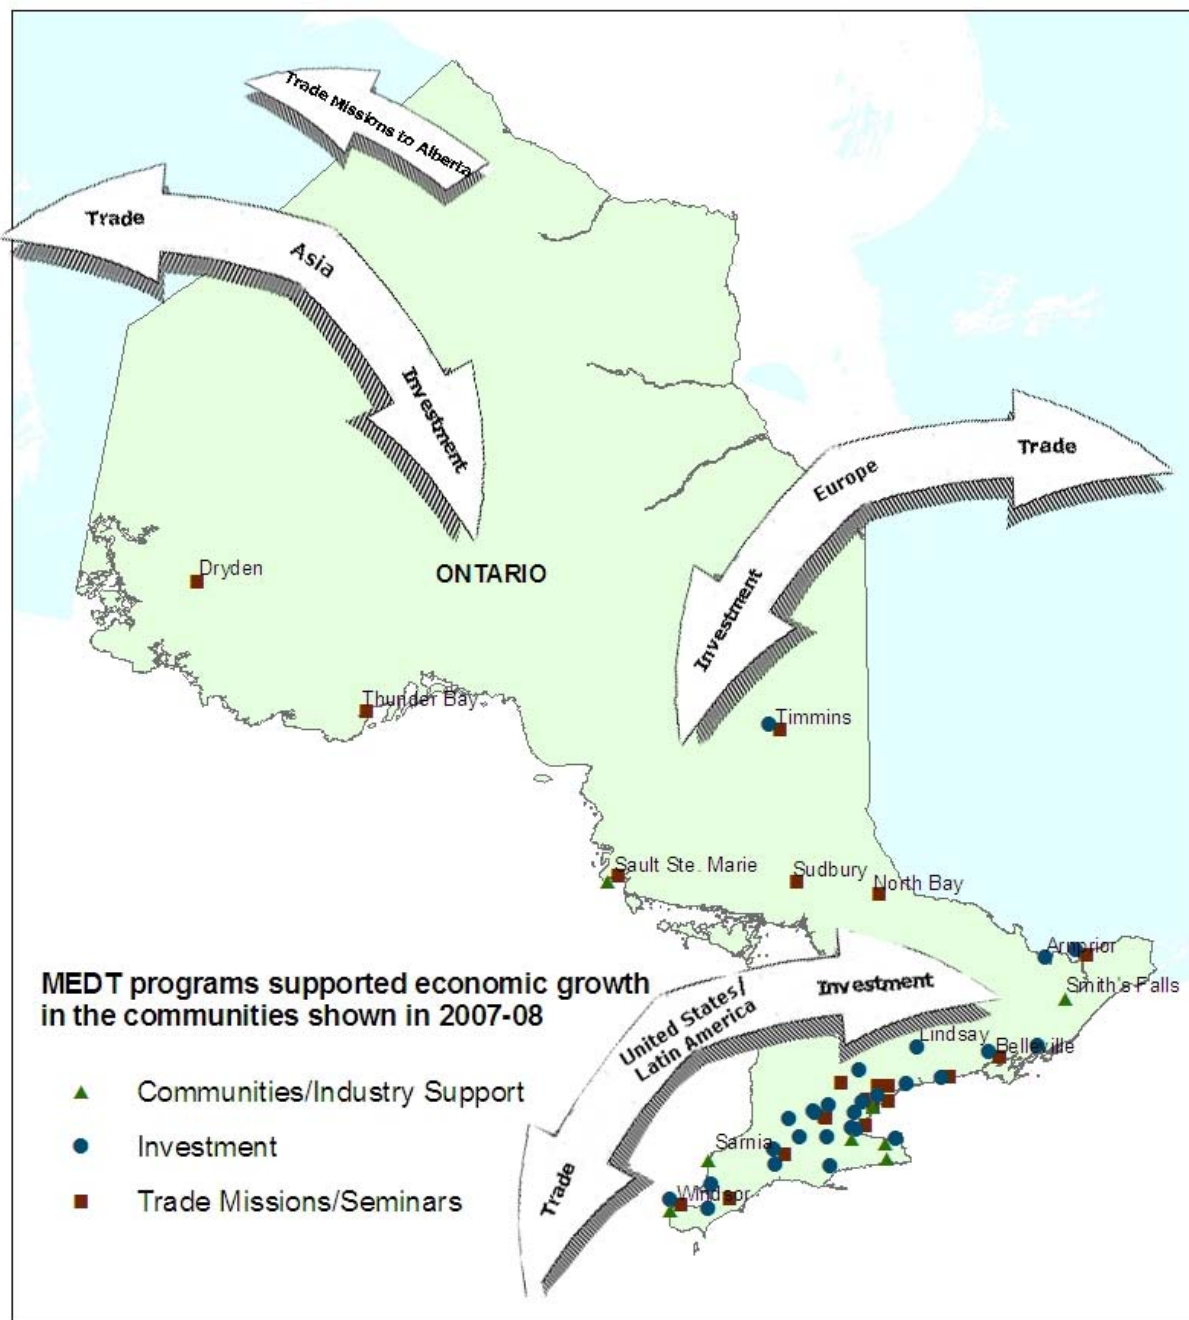 Trade Missions to Alberta
Trade
Asia
Investment
Trade
Europe
Investment
Dryden
ONTARIO
Thunder Bay
Timmins
Sault Ste. Marie
Sudbury
North Bay
Arnprior
Smith's Falls
MEDT programs supported economic growth
in the communities shown in 2007-08
Investment
United States/
Latin America
Trade
Lindsay
Belleville
Sarnia
Windsor
Communities/Industry Support
Investment
Trade Missions/Seminars